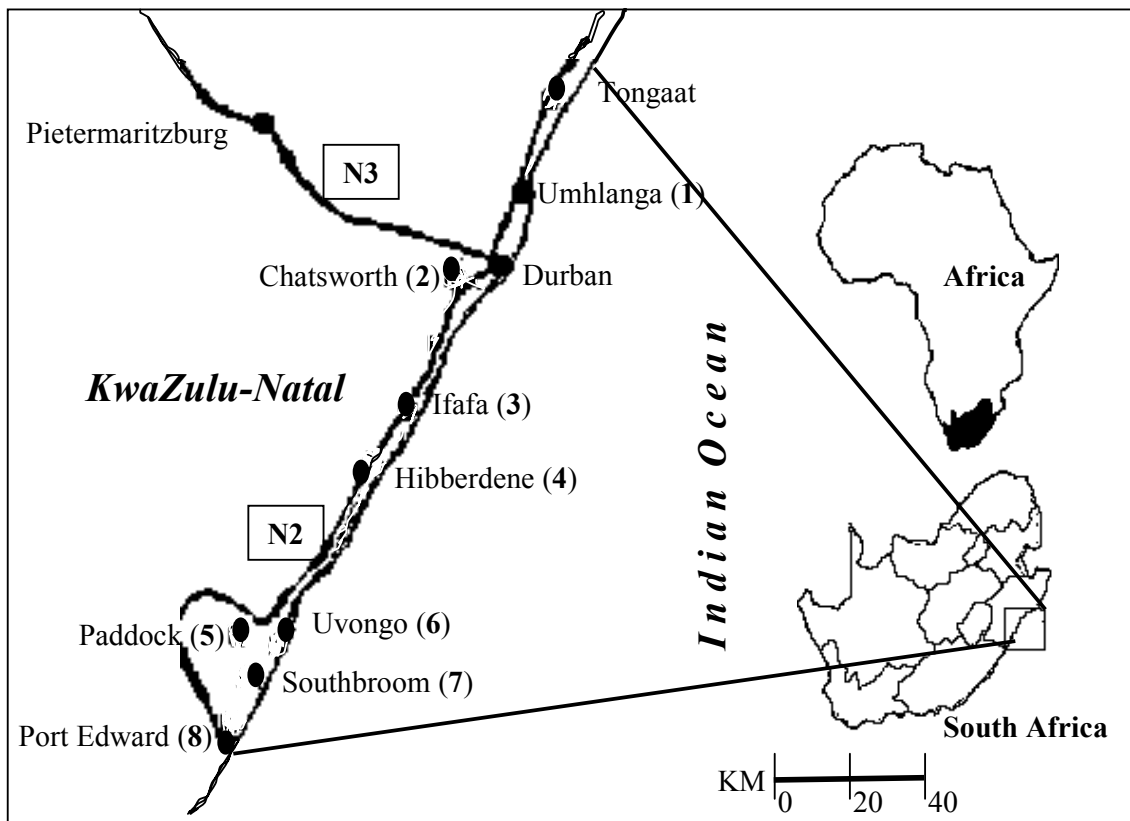 Tongaat
Pietermaritzburg
N3
Umhlanga (1)
Chatsworth (2)
Durban
Africa
KwaZulu-Natal
Indian Ocean
Ifafa (3)
Hibberdene (4)
N2
Paddock (5)
Uvongo (6)
Southbroom (7)
Port Edward (8)
South Africa
KM
0 20 40